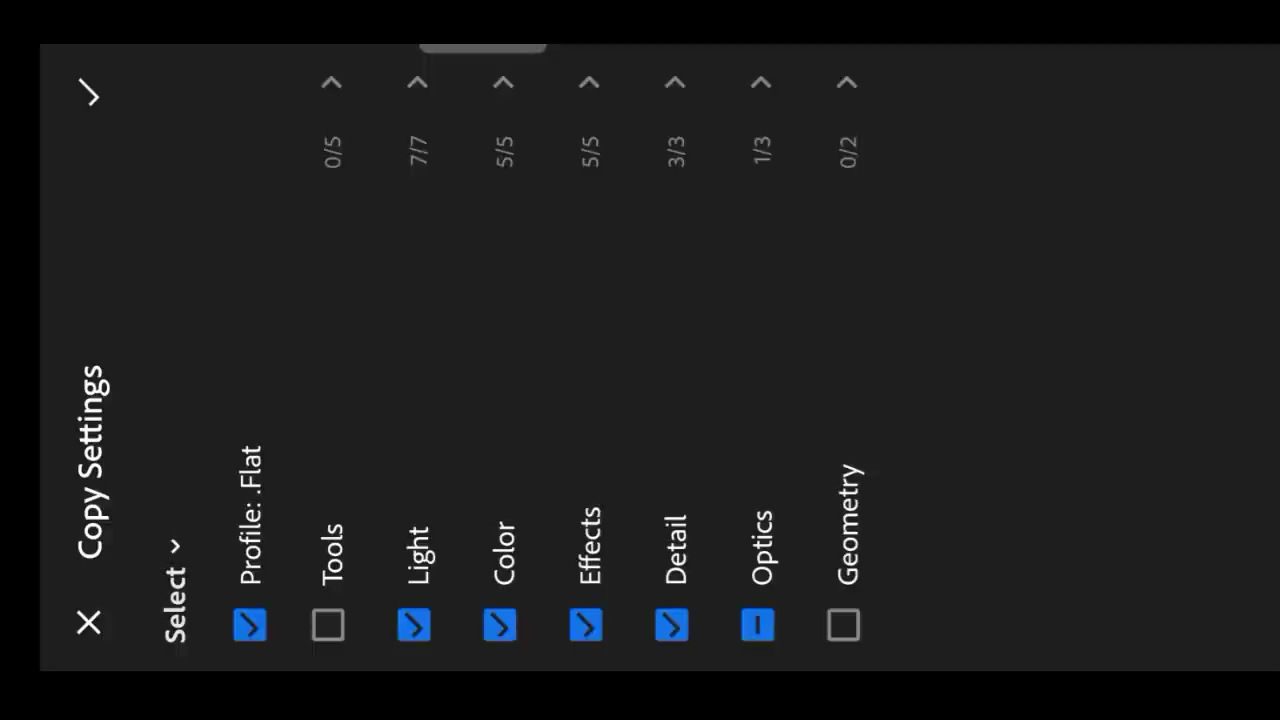 Copy Settings
Select
Profile: .Flat
Tools 0/5
Light 7/7
Color 5/5
Effects 5/5
Detail 3/3
Optics 1/3
Geometry 0/2